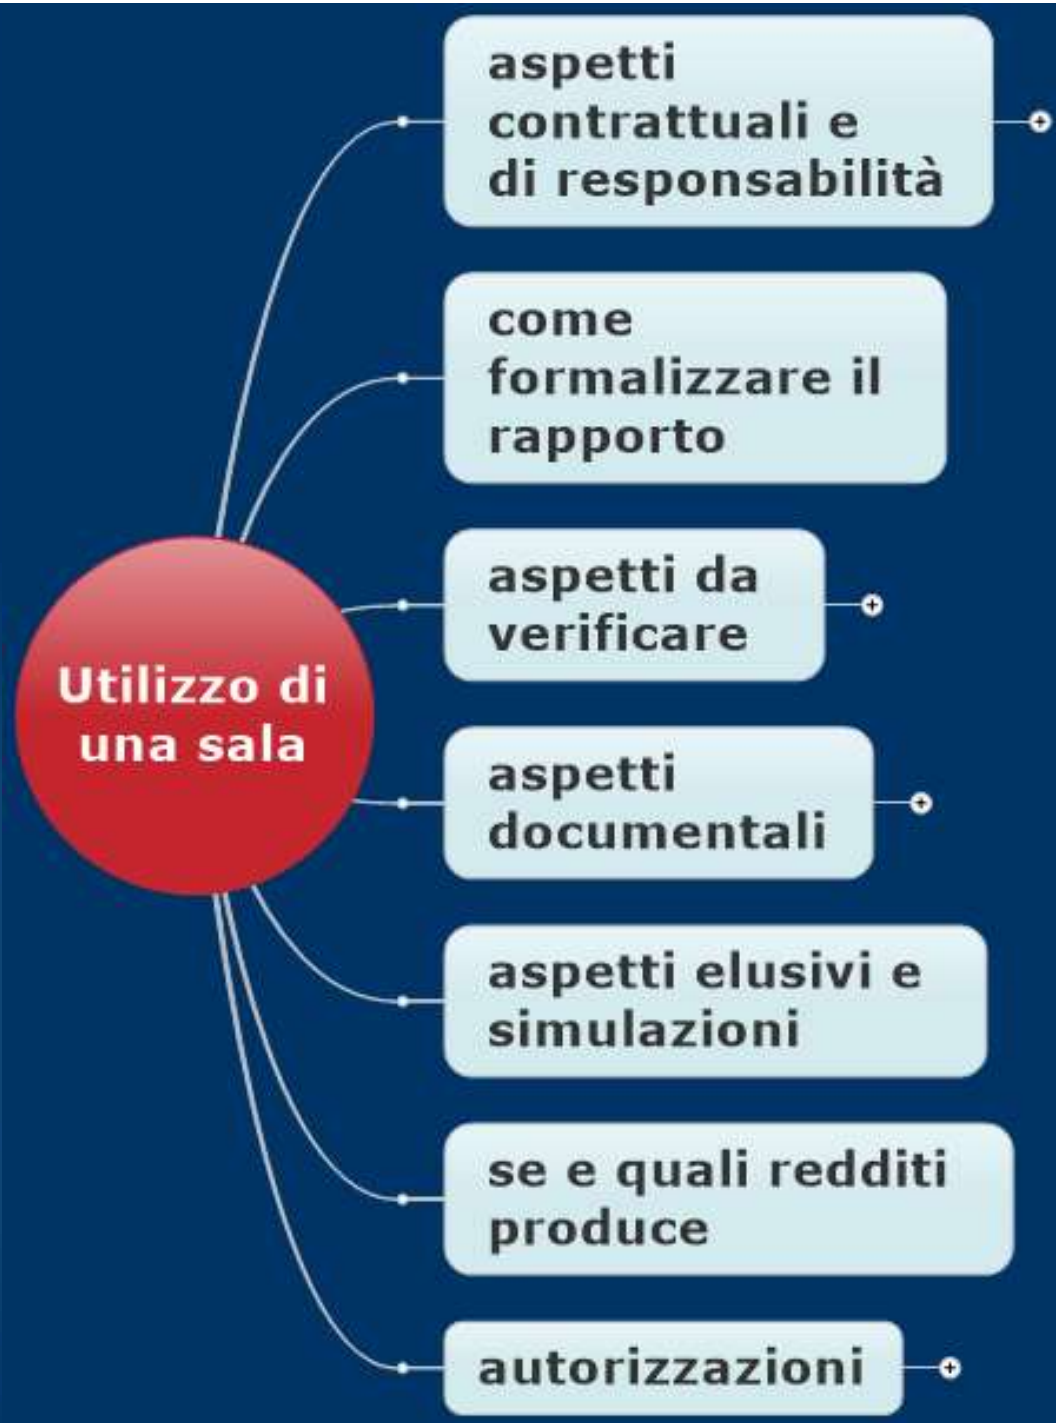 aspetti
contrattuali e
di responsabilità
come
formalizzare il
rapporto
aspetti da
verificare
Utilizzo di
una sala
aspetti
documentali
aspetti elusivi e
simulazioni
se e quali redditi
produce
autorizzazioni